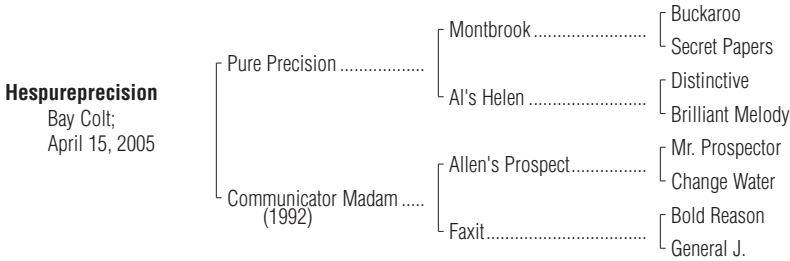 Buckaroo
Montbrook........................
Secret Papers
Pure Precision ..................
Distinctive
Al's Helen .........................
Brilliant Melody
Hespureprecision
Bay Colt;
April 15, 2005
Mr. Prospector
Allen's Prospect................
Change Water
Communicator Madam .....
(1992)
Bold Reason
Faxit..................................
General J.